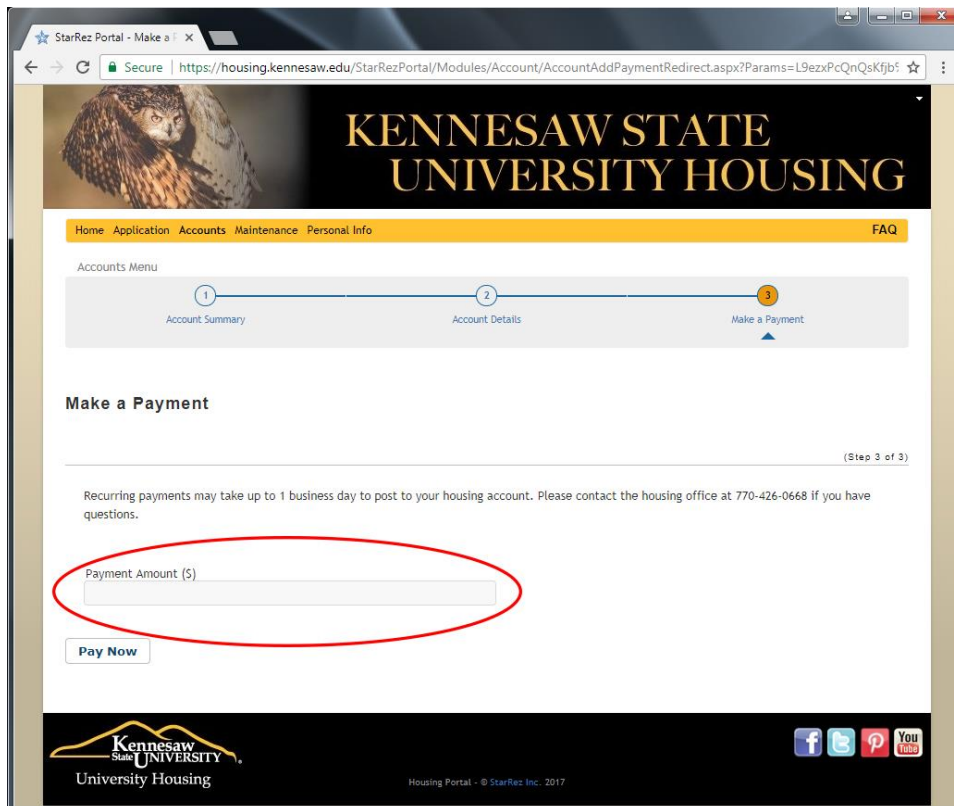 StarRez Portal - Make a P
Secure | https://housing.kennesaw.edu/StarRezPortal/Modules/Account/AccountAddPaymentRedirect.aspx?Params=L9ezxPcQnQsKfjb
KENNESAW STATE
UNIVERSITY HOUSING
Home Application Accounts Maintenance Personal Info FAQ
Accounts Menu
1 2 3
Account Summary Account Details Make a Payment
Make a Payment
(Step 3 of 3)
Recurring payments may take up to 1 business day to post to your housing account. Please contact the housing office at 770-426-0668 if you have
questions.
Payment Amount ($)
Pay Now
Kennesaw
State UNIVERSITY
University Housing
Housing Portal - © StarRez Inc. 2017
You
Tube